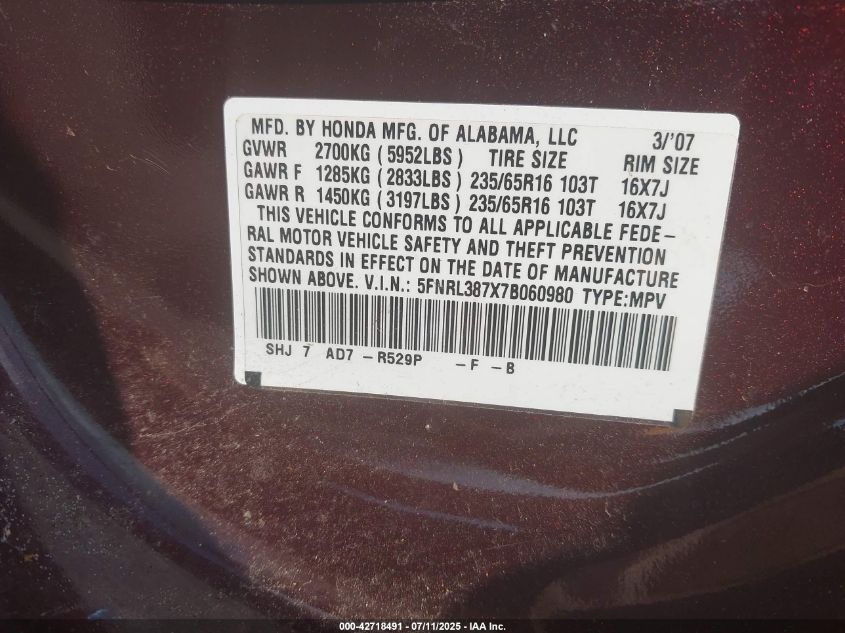 MFD. BY HONDA MFG. OF ALABAMA, LLC 3/'07
GVWR 2700KG (5952LBS) TIRE SIZE RIM SIZE
GAWR F 1285KG (2833LBS) 235/65R16 103T 16X7J
GAWR R 1450KG (3197LBS) 235/65R16 103T 16X7J
THIS VEHICLE CONFORMS TO ALL APPLICABLE FEDE-
RAL MOTOR VEHICLE SAFETY AND THEFT PREVENTION
STANDARDS IN EFFECT ON THE DATE OF MANUFACTURE
SHOWN ABOVE. V.I.N.: 5FNRL387X7B060980 TYPE:MPV
SHJ 7 AD7 -R529P -F -B
000-42718491 - 07/11/2025 - IAA Inc.